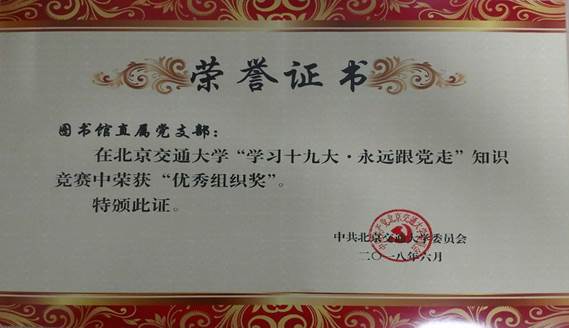 荣誉证书
图书馆直属党支部：
在北京交通大学“学习十九大·永远跟党走”知识
竞赛中荣获“优秀组织奖”。
特颁此证。
中共北京交通大学委员会
二〇一八年六月